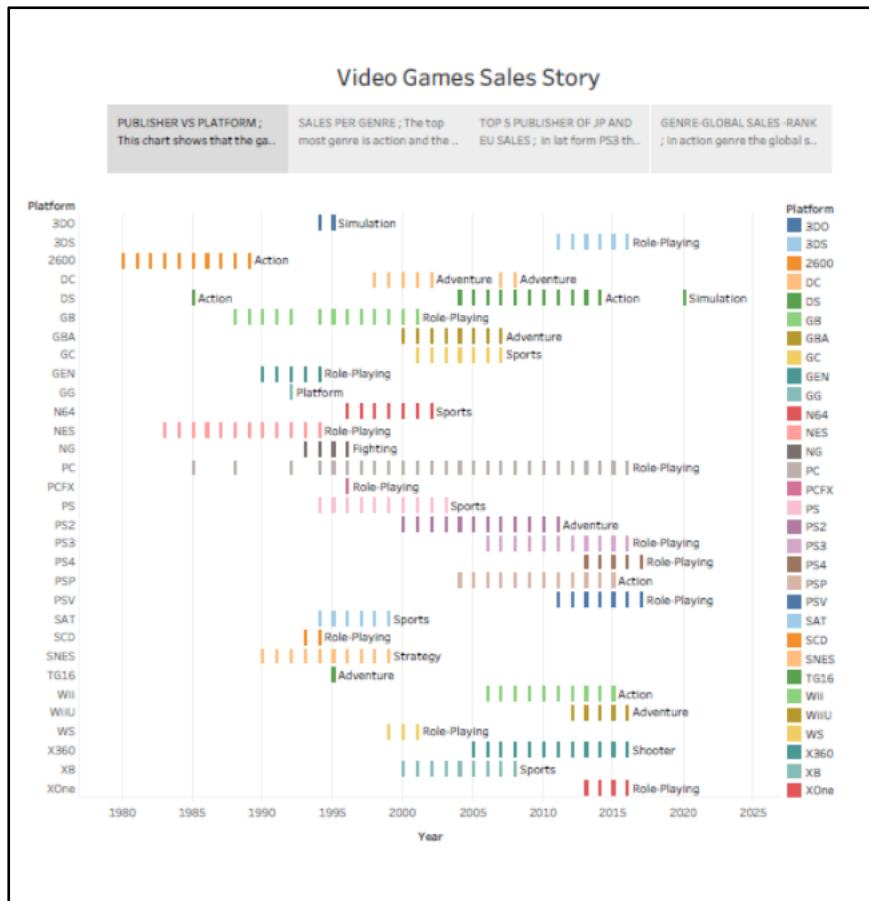 Video Games Sales Story
PUBLISHER VS PLATFORM ;
This chart shows that the ga..
SALES PER GENRE ; The top
most genre is action and the ..
TOP 5 PUBLISHER OF JP AND
EU SALES ; in lat form PS3 th..
GENRE-GLOBAL SALES -RANK
; In action genre the global s..
Platform
3DO Simulation
3DS Role-Playing
2600 Action
DC Adventure Adventure
DS Action Action Simulation
GB Role-Playing
GBA Adventure
GC Sports
GEN Role-Playing
GG Platform
N64 Sports
NES Role-Playing
NG Fighting
PC Role-Playing
PCFX Role-Playing
PS Sports
PS2 Adventure
PS3 Role-Playing
PS4 Role-Playing
PSP Action
PSV Role-Playing
SAT Sports
SCD Role-Playing
SNES Strategy
TG16 Adventure
Wii Action
WiiU Adventure
WS Role-Playing
X360 Shooter
XB Sports
XOne Role-Playing
1980 1985 1990 1995 2000 2005 2010 2015 2020 2025
Year
Platform
3DO
3DS
2600
DC
DS
GB
GBA
GC
GEN
GG
N64
NES
NG
PC
PCFX
PS
PS2
PS3
PS4
PSP
PSV
SAT
SCD
SNES
TG16
Wii
WiiU
WS
X360
XB
XOne